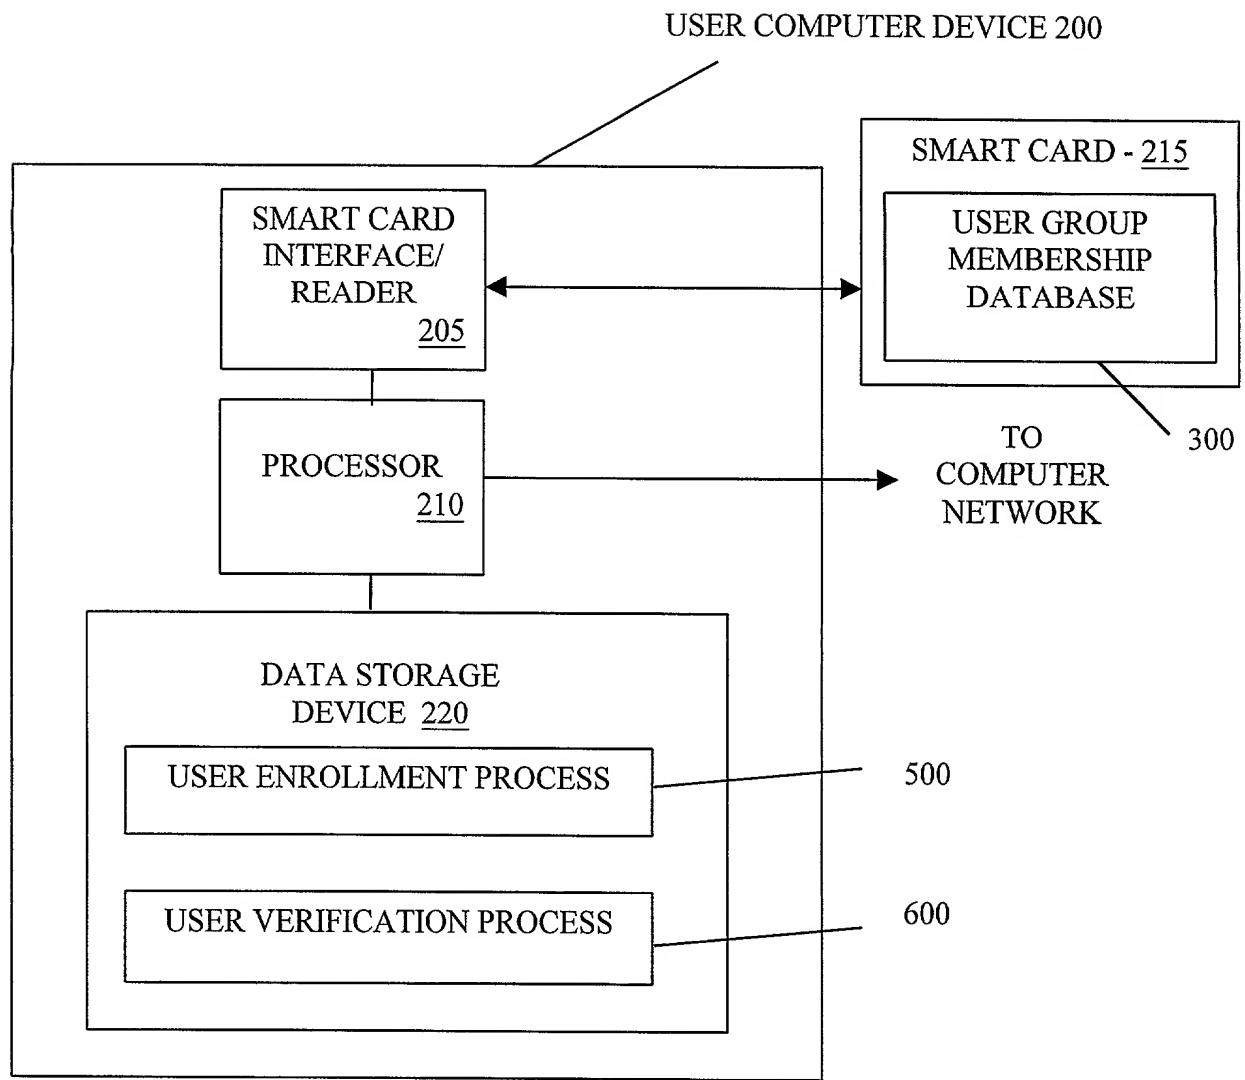 USER COMPUTER DEVICE 200
SMART CARD - 215
USER GROUP
MEMBERSHIP
DATABASE
300
SMART CARD
INTERFACE/
READER
205
PROCESSOR
210
TO
COMPUTER
NETWORK
DATA STORAGE
DEVICE 220
USER ENROLLMENT PROCESS
500
USER VERIFICATION PROCESS
600